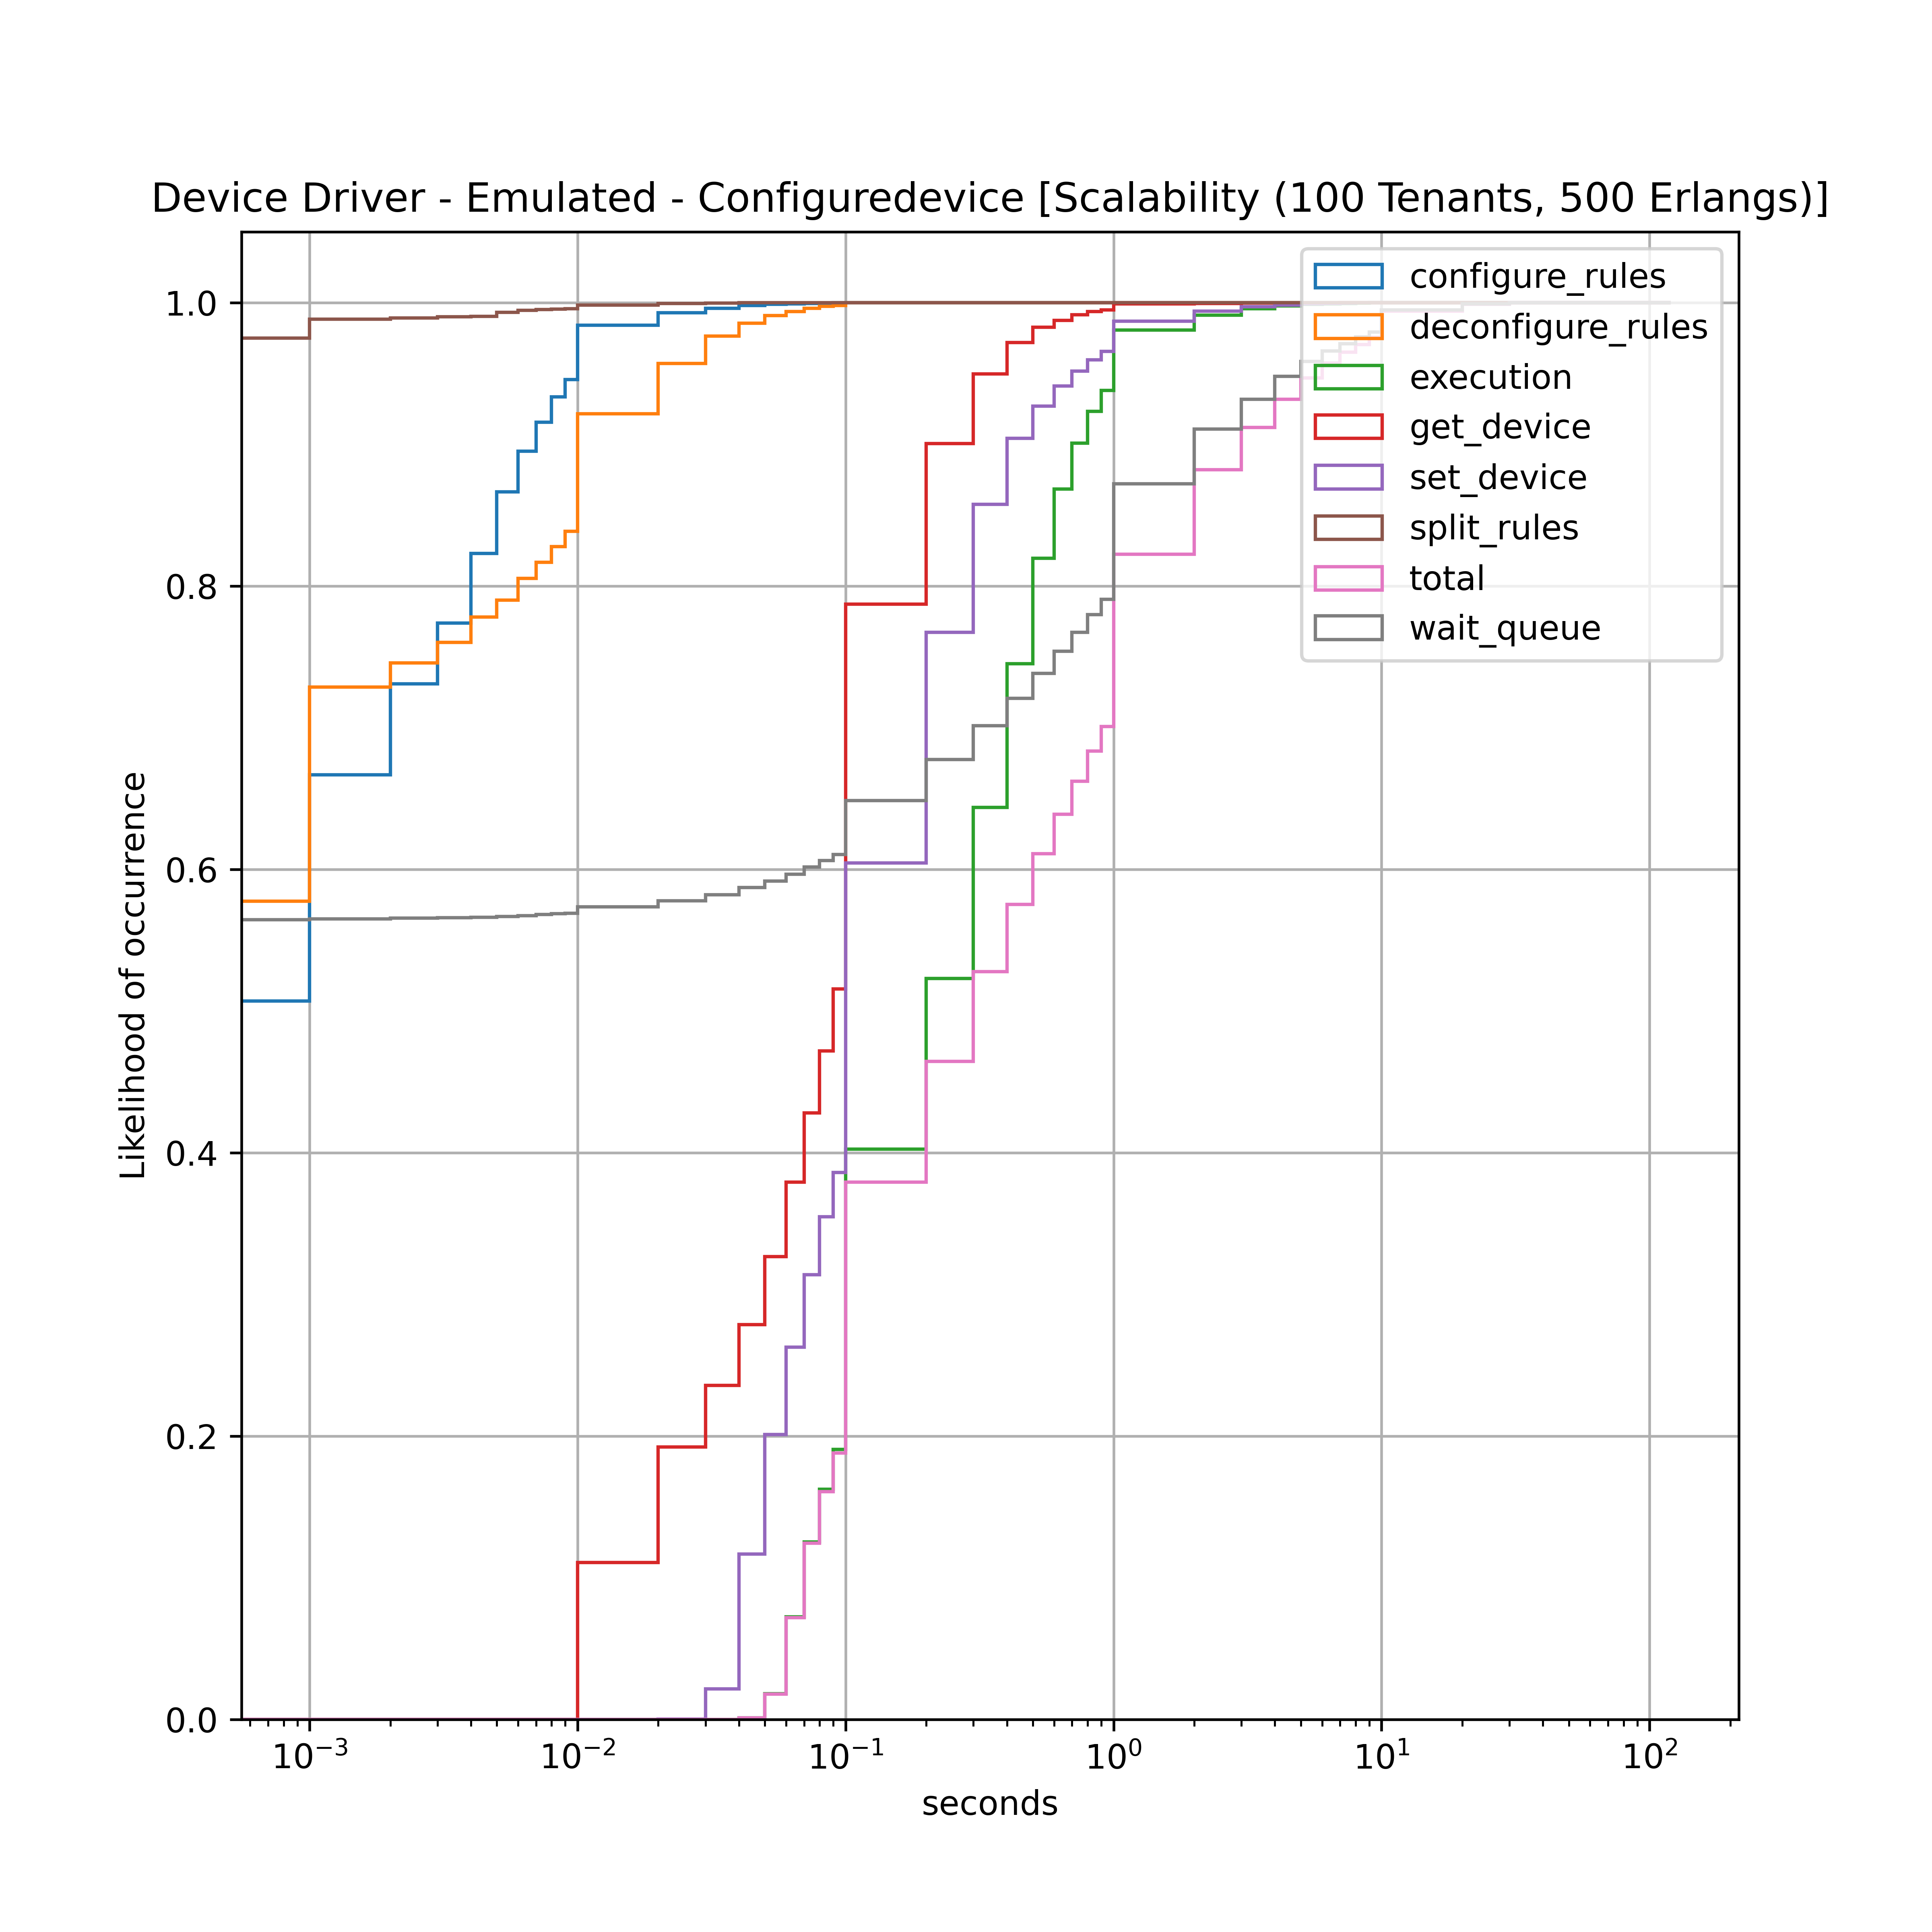 Device Driver - Emulated - Configuredevice [Scalability (100 Tenants, 500 Erlangs)]
configure_rules
deconfigure_rules
execution
get_device
set_device
split_rules
total
wait_queue
Likelihood of occurrence
1.0
0.8
0.6
0.4
0.2
0.0
10⁻³ 10⁻² 10⁻¹ 10⁰ 10¹ 10²
seconds